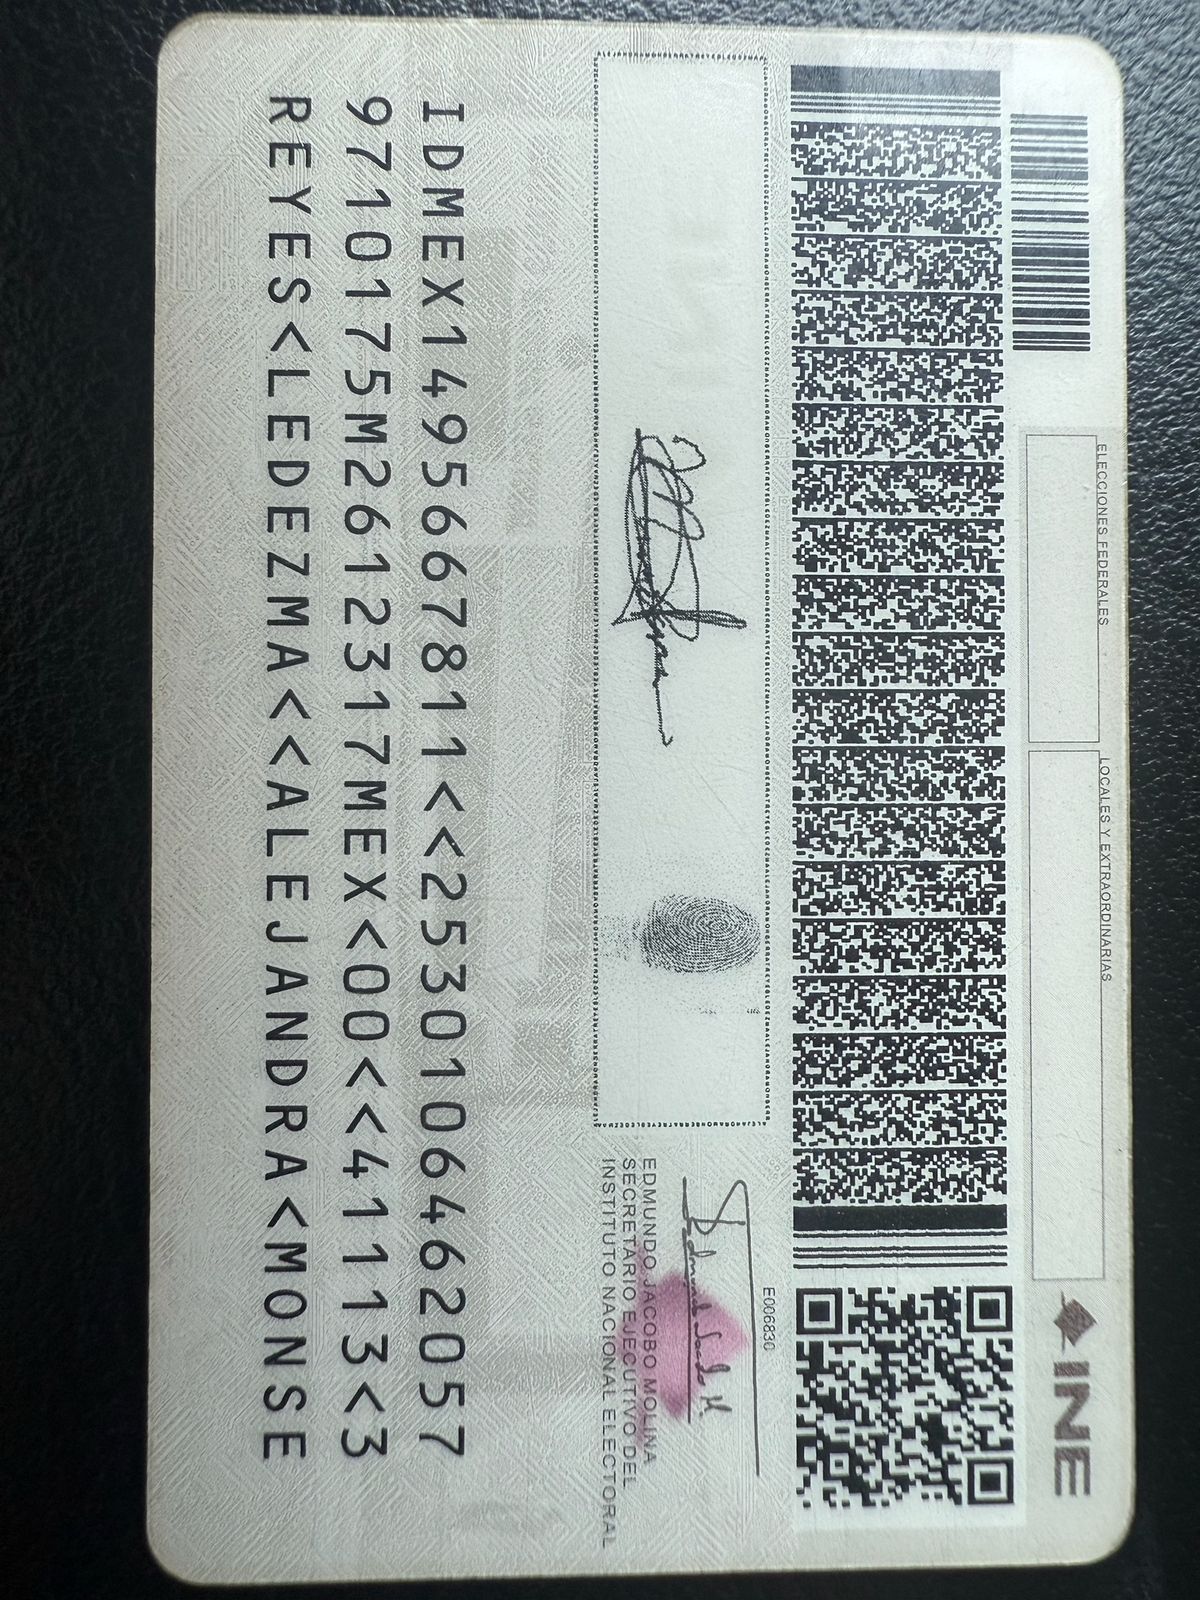 ELECCIONES FEDERALES
LOCALES Y EXTRAORDINARIAS
INE
E006830
Edmundo Jacobo M.
EDMUNDO JACOBO MOLINA
SECRETARIO EJECUTIVO DEL
INSTITUTO NACIONAL ELECTORAL
IDMEX1495667811<<2530106462057
9710175M2612317MEX<00<<41113<3
REYES<LEDEZMA<<ALEJANDRA<MONSE